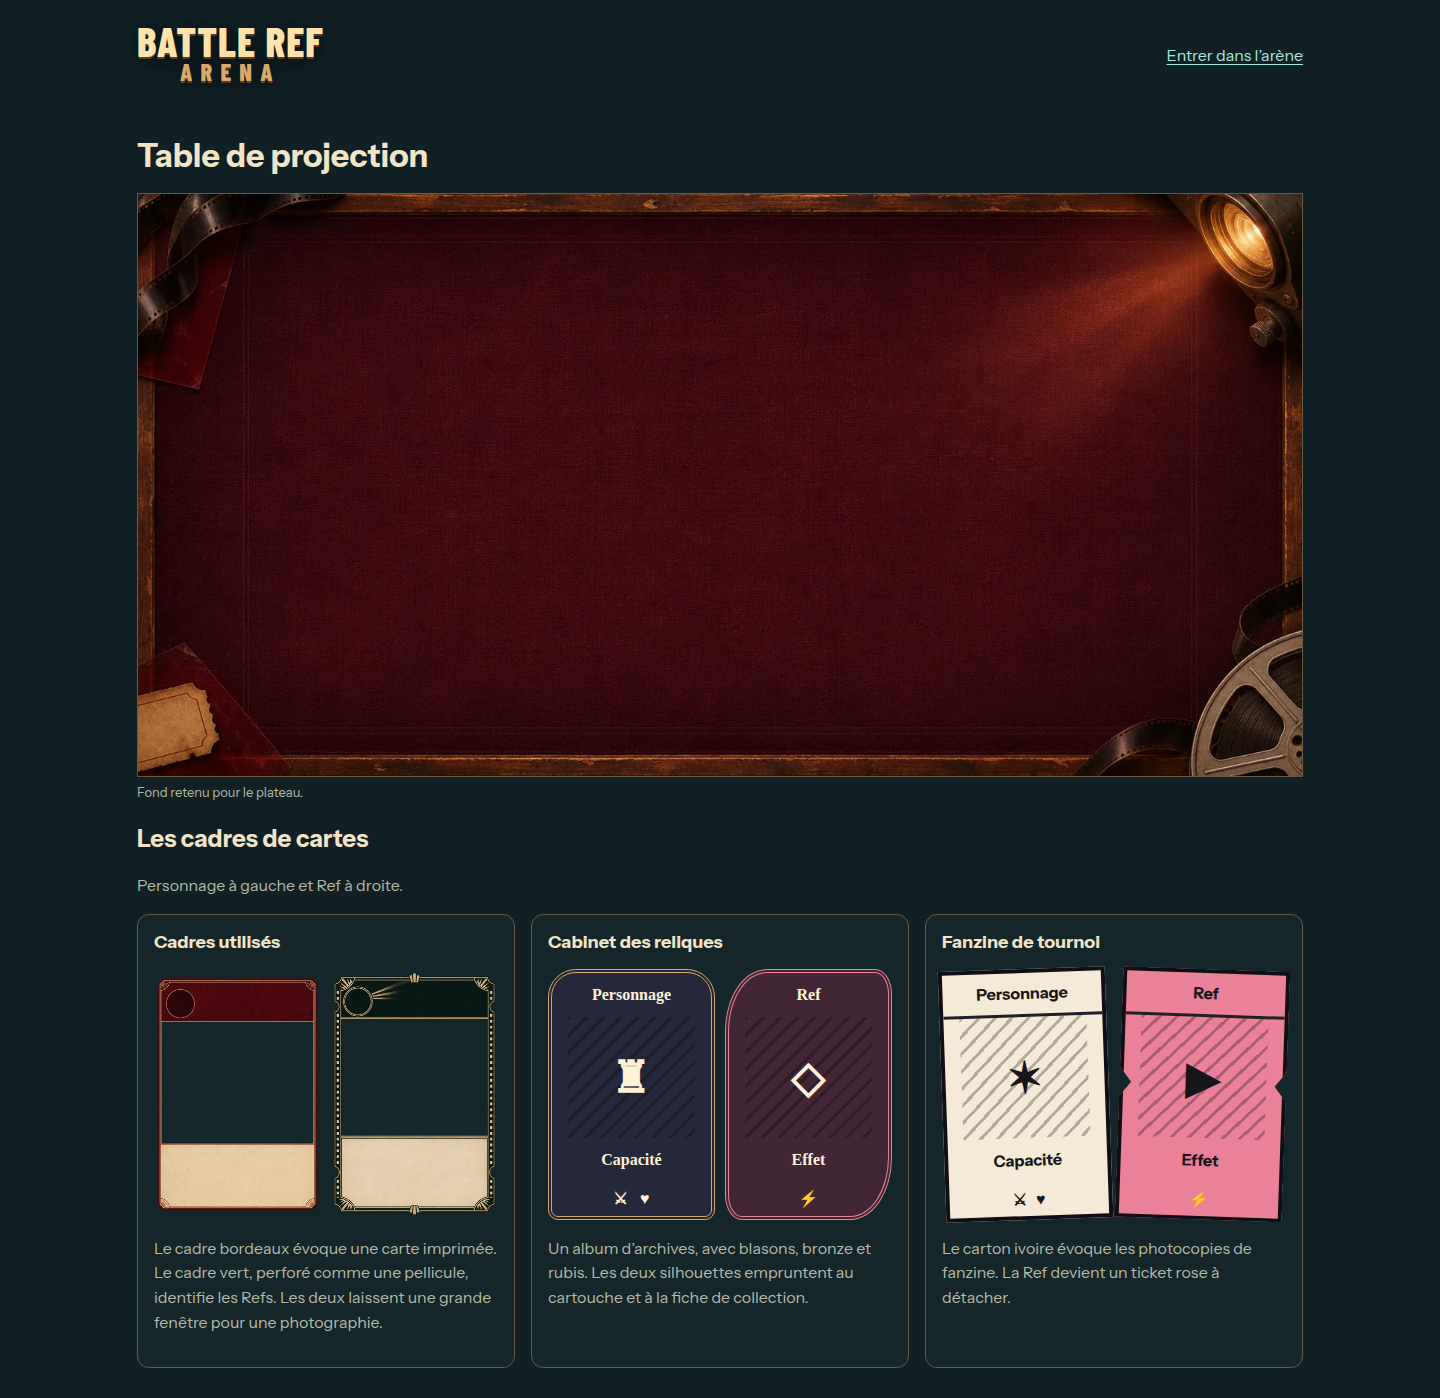 BATTLE REF
ARENA
Entrer dans l’arène
Table de projection
Fond retenu pour le plateau.
Les cadres de cartes
Personnage à gauche et Ref à droite.
Cadres utilisés
Le cadre bordeaux évoque une carte imprimée.
Le cadre vert, perforé comme une pellicule,
identifie les Refs. Les deux laissent une grande
fenêtre pour une photographie.
Cabinet des reliques
Personnage
Capacité
Ref
Effet
Un album d’archives, avec blasons, bronze et
rubis. Les deux silhouettes empruntent au
cartouche et à la fiche de collection.
Fanzine de tournoi
Personnage
Capacité
Ref
Effet
Le carton ivoire évoque les photocopies de
fanzine. La Ref devient un ticket rose à
détacher.